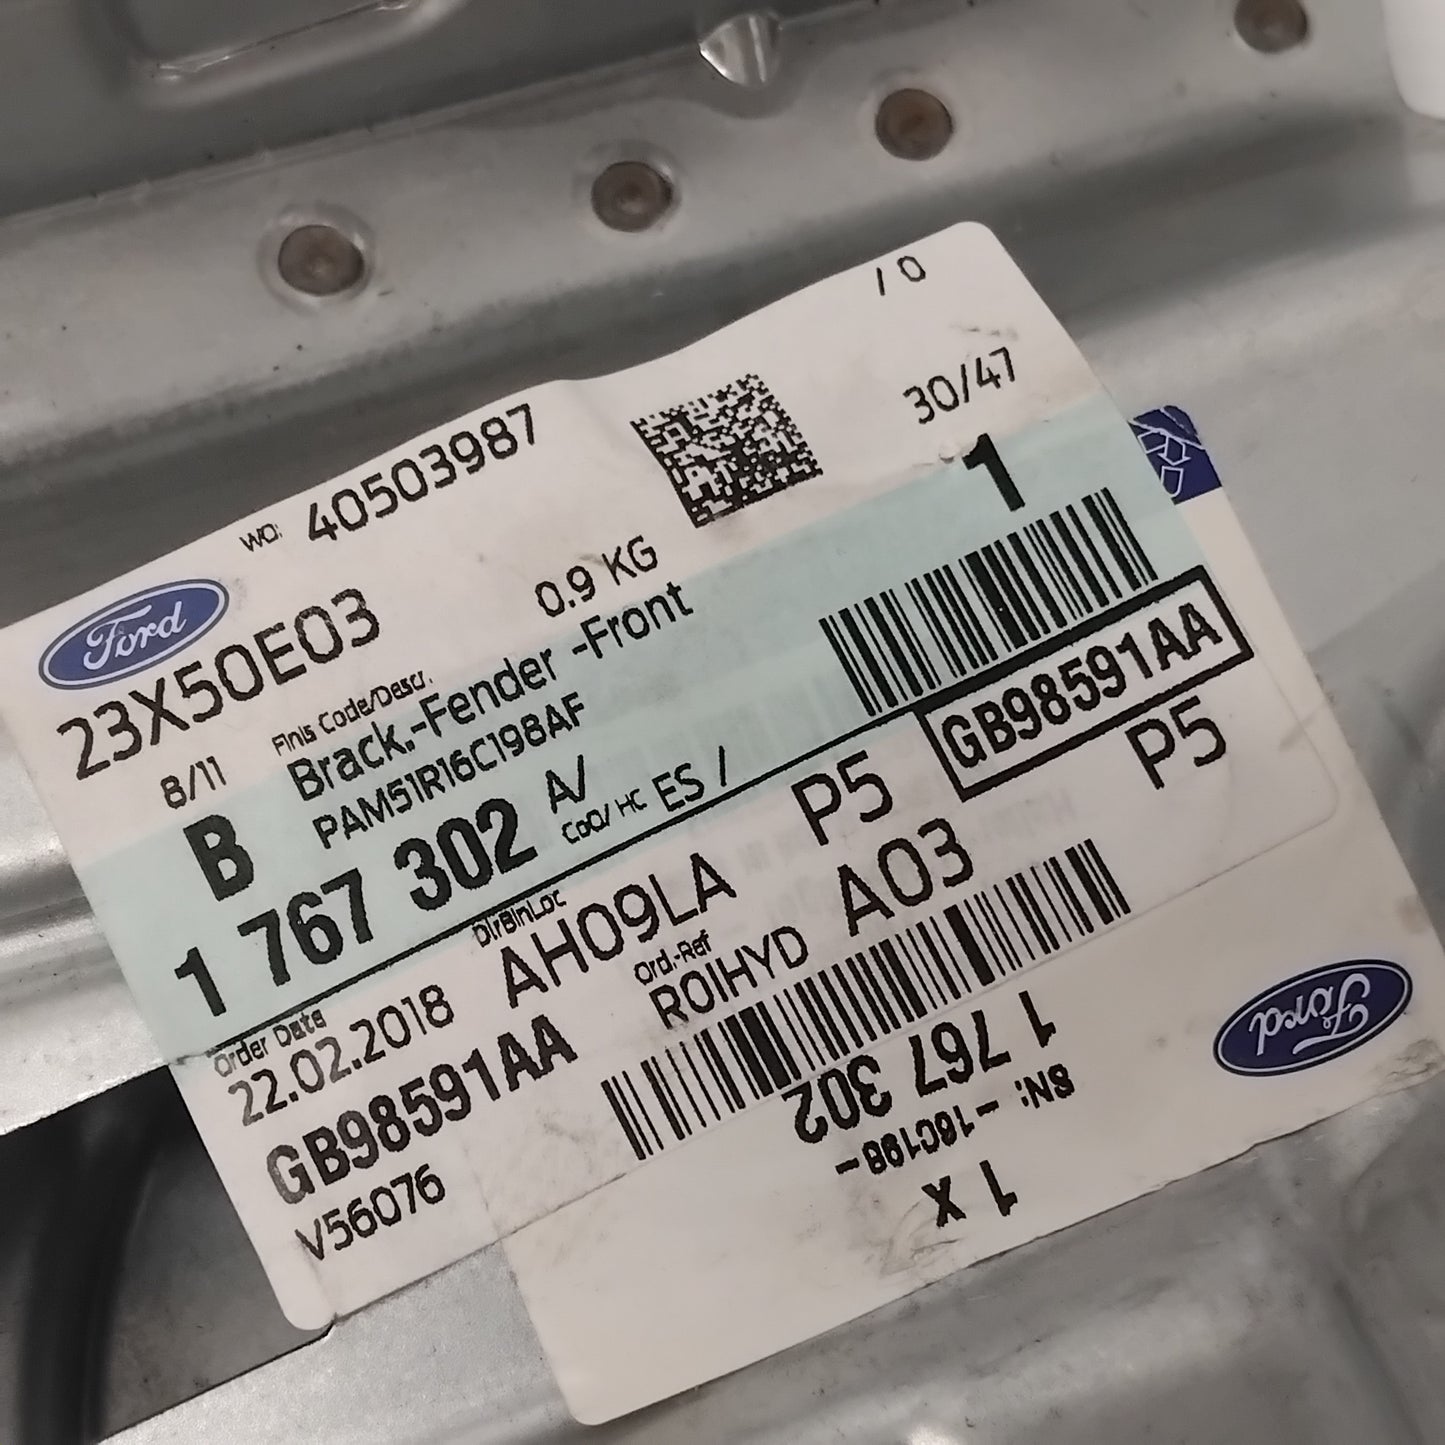 / 0
WO: 40503987
30/47
Ford
23X50E03
0.9 KG
1
8/11
Finis Code/Descr.
Brack.-Fender -Front
B
PAM51R16C198AF
1 767 302
A/
CoO/ HC ES /
GB98591AA
Order Date
22.02.2018
DlrBinLoc
AH09LA
P5
P5
Ord.-Ref
ROIHYD
A03
GB98591AA
V56076
Ford
1 767 302
SN: - 16C198 -
1 x